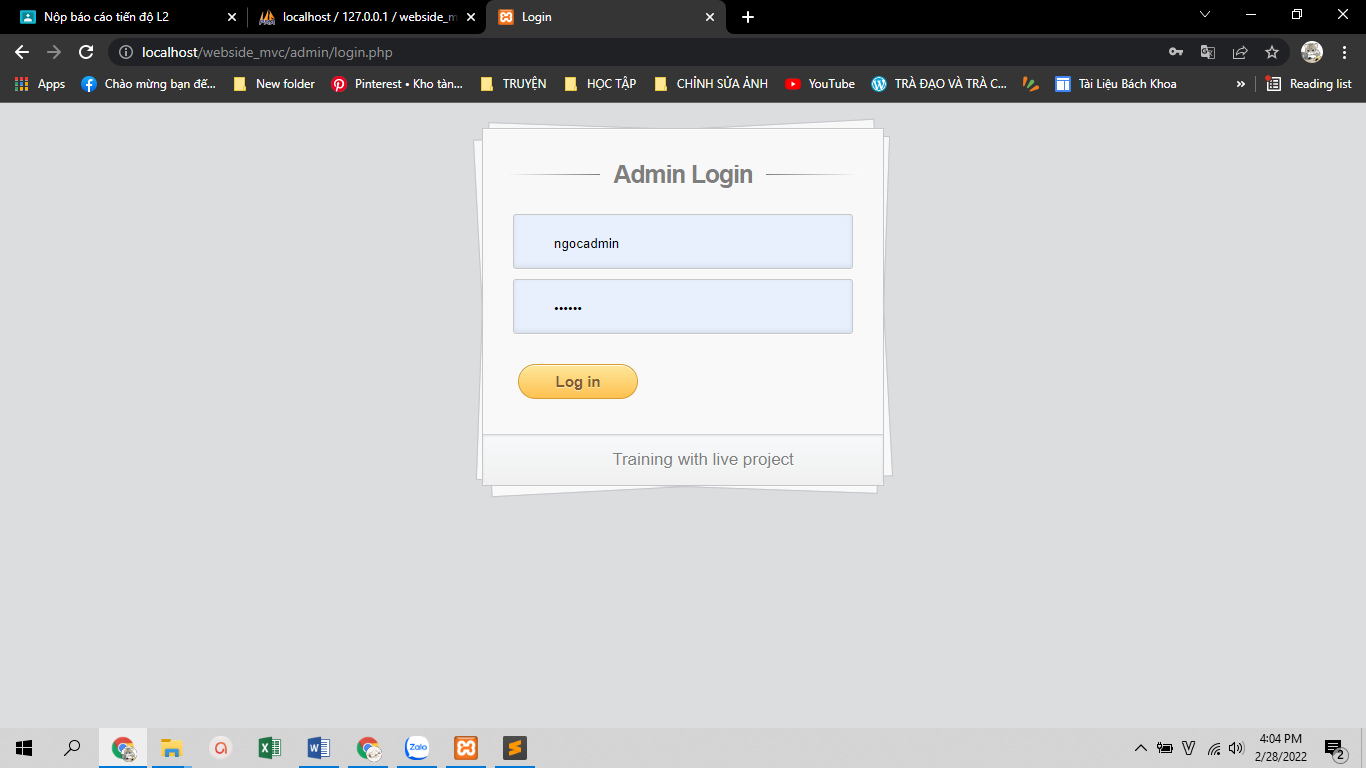 Nộp báo cáo tiến độ L2
localhost / 127.0.0.1 / webside_m
Login
localhost/webside_mvc/admin/login.php
Apps
Chào mừng bạn đế...
New folder
Pinterest • Kho tàn...
TRUYỆN
HỌC TẬP
CHỈNH SỬA ẢNH
YouTube
TRÀ ĐẠO VÀ TRÀ C...
Tài Liệu Bách Khoa
»
Reading list
Admin Login
ngocadmin
••••••
Log in
Training with live project
Zalo
V
4:04 PM
2/28/2022
2